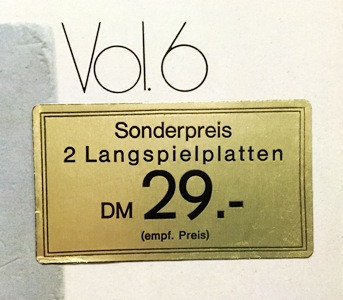 Vol. 6
Sonderpreis
2 Langspielplatten
DM 29.-
(empf. Preis)